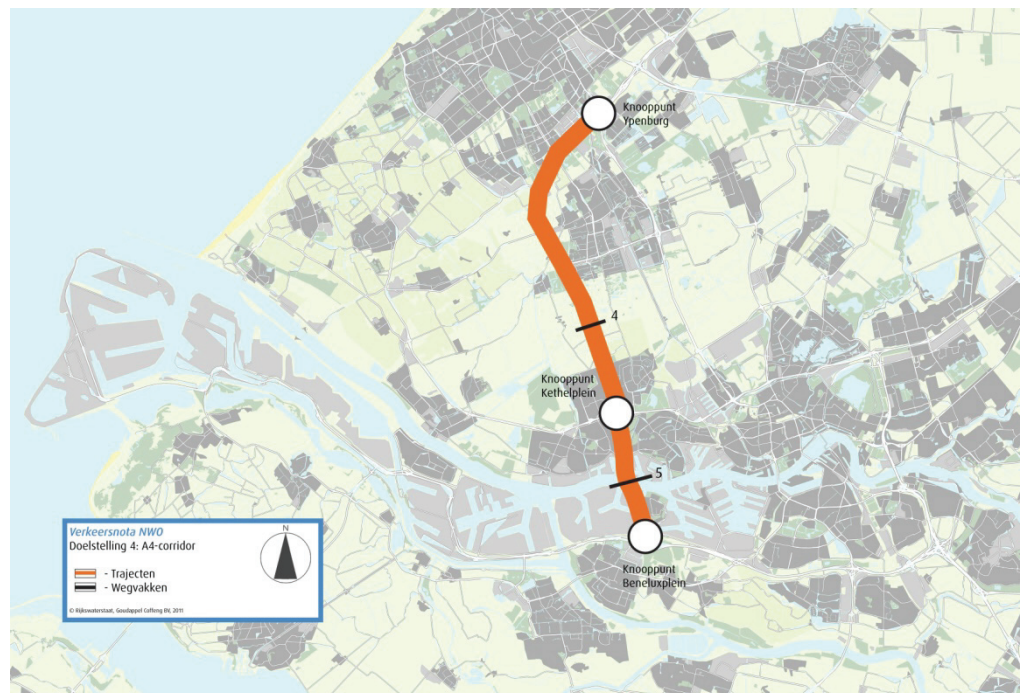 Knooppunt
Ypenburg
4
Knooppunt
Kethelplein
5
Knooppunt
Beneluxplein
Verkeersnota NWO
Doelstelling 4: A4-corridor
N
- Trajecten
- Wegvakken
© Rijkswaterstaat, Goudappel Coffeng BV, 2011